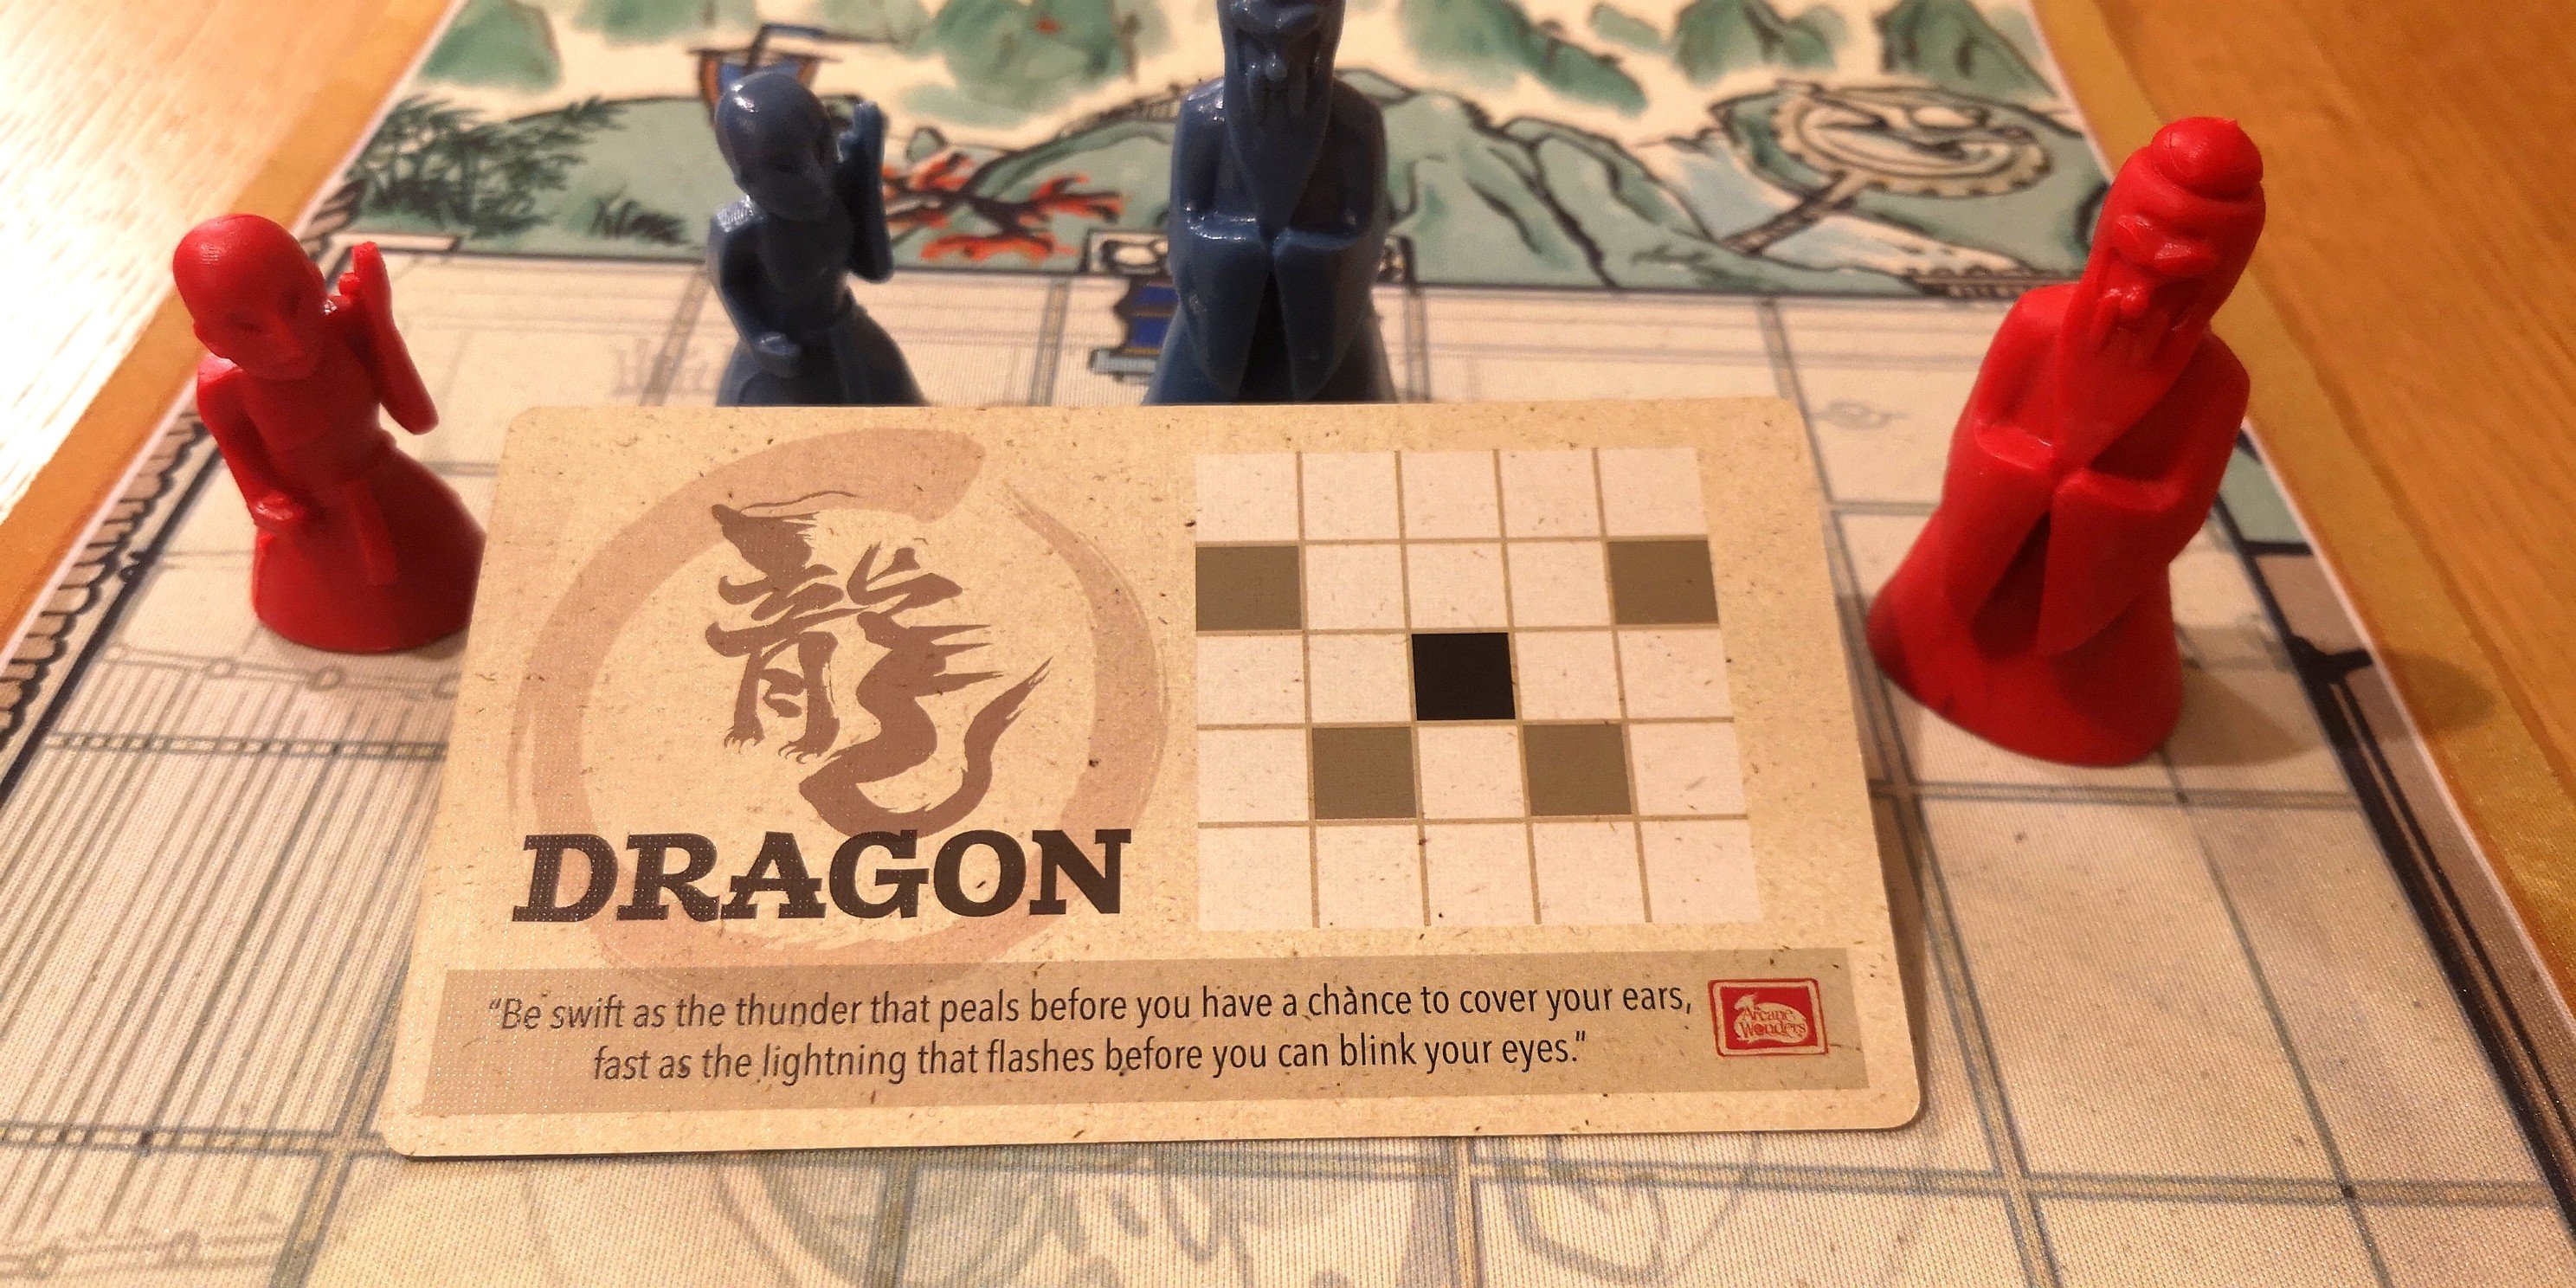 龍
DRAGON
“Be swift as the thunder that peals before you have a chance to cover your ears,
fast as the lightning that flashes before you can blink your eyes.”
Arcane
Wonders